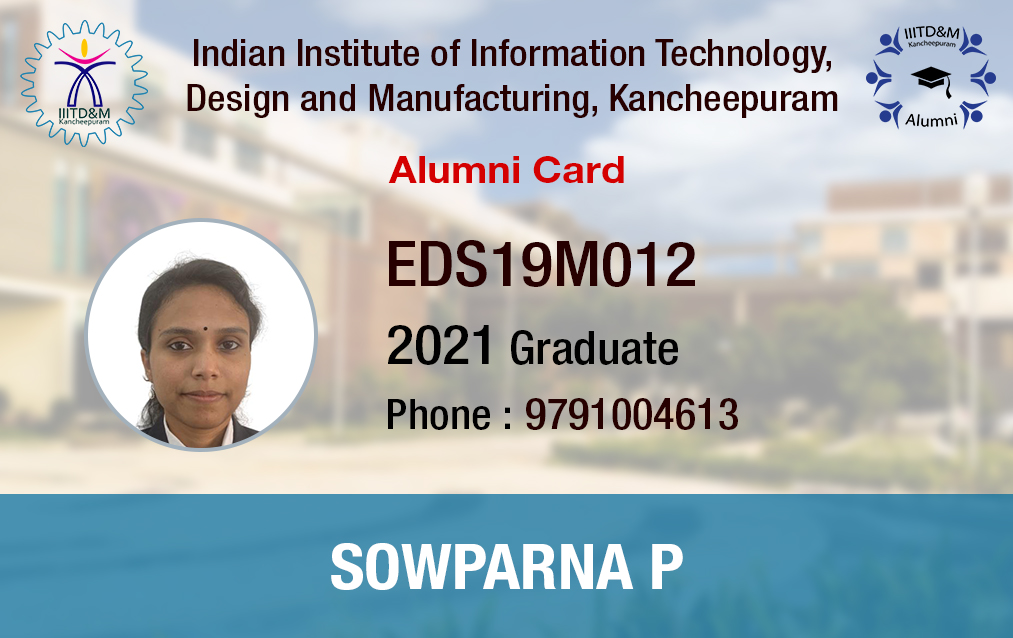 Indian Institute of Information Technology,
Design and Manufacturing, Kancheepuram
IIITD&M
Kancheepuram
IIITD&M
Kancheepuram
Alumni
Alumni Card
EDS19M012
2021 Graduate
Phone : 9791004613
SOWPARNA P